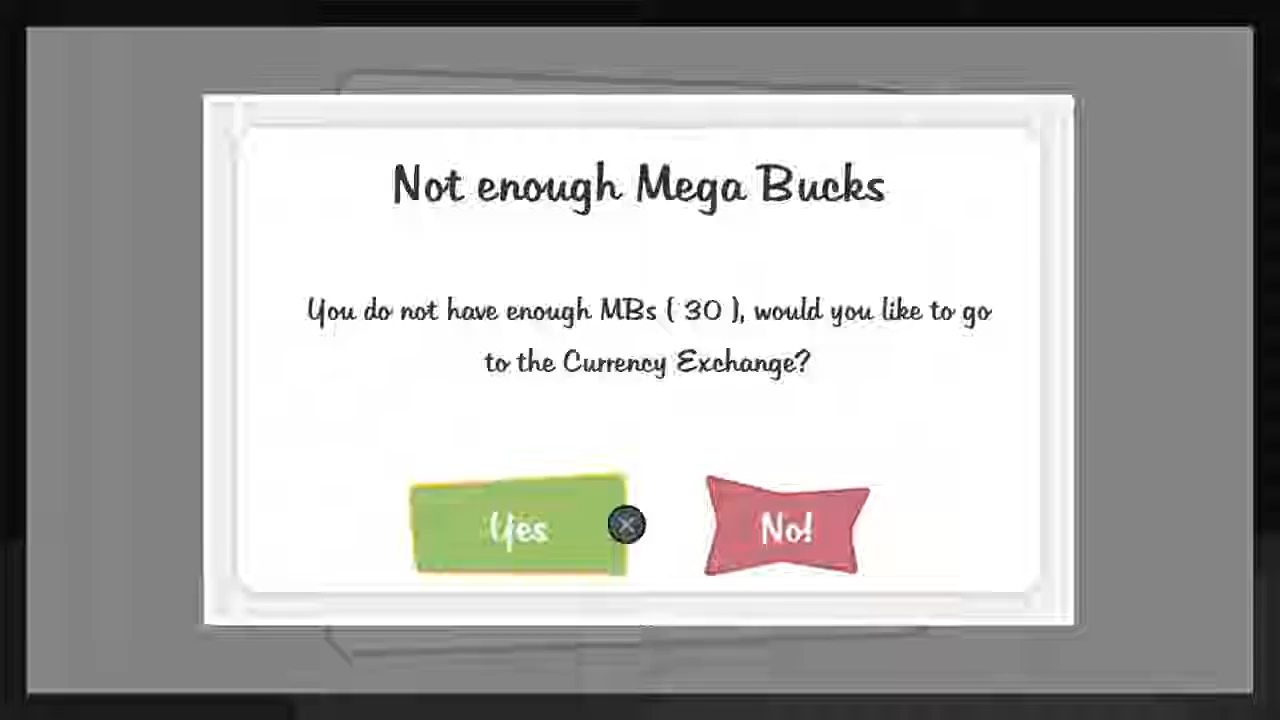 Not enough Mega Bucks
You do not have enough MBs ( 30 ), would you like to go
to the Currency Exchange?
Yes
No!